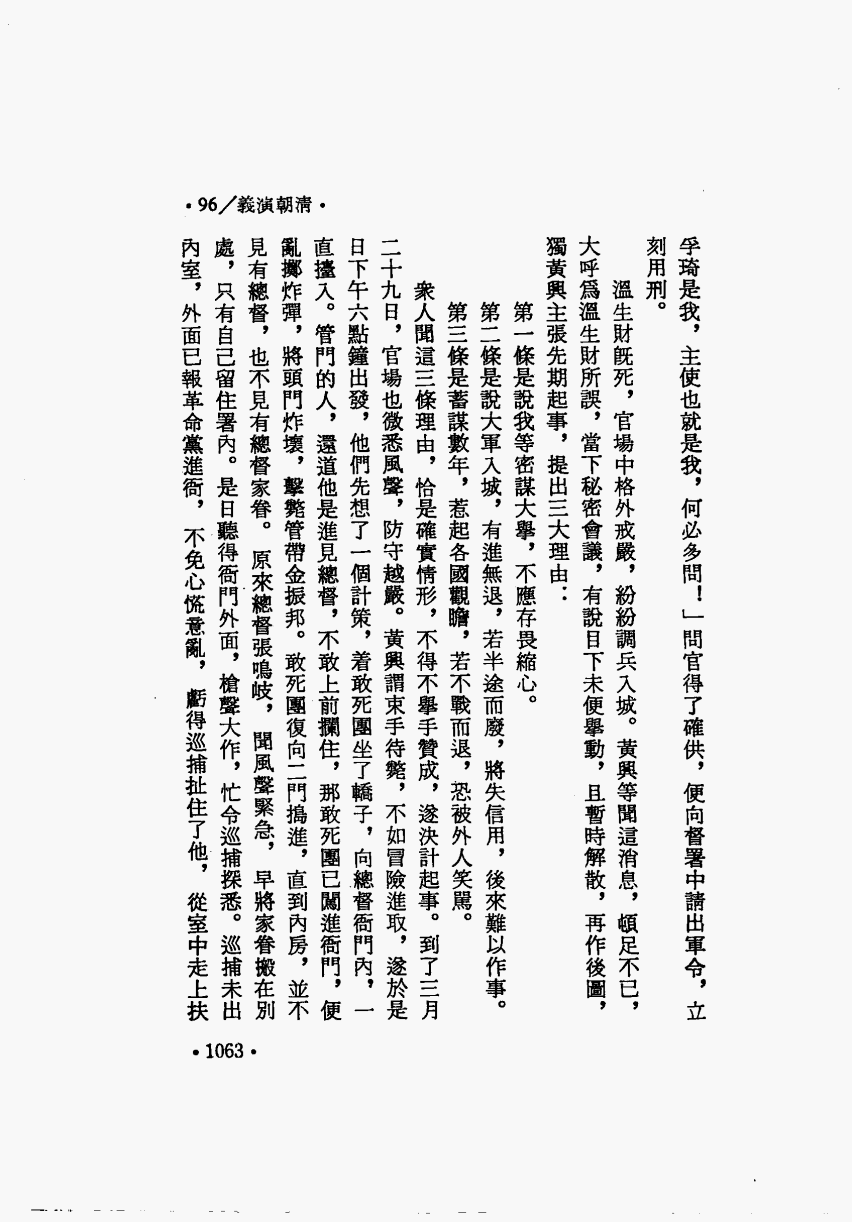 •96／義演朝清•
孚琦是我，主使也就是我，何必多問！」問官得了確供，便向督署中請出軍令，立
刻用刑。
溫生財既死，官場中格外戒嚴，紛紛調兵入城。黃興等聞這消息，頓足不已，
大呼爲溫生財所誤，當下秘密會議，有說目下未便舉動，且暫時解散，再作後圖，
獨黃興主張先期起事，提出三大理由：
第一條是說我等密謀大舉，不應存畏縮心。
第二條是說大軍入城，有進無退，若半途而廢，將失信用，後來難以作事。
第三條是蓄謀數年，惹起各國觀瞻，若不戰而退，恐被外人笑駡。
衆人聞這三條理由，恰是確實情形，不得不舉手贊成，遂決計起事。到了三月
二十九日，官場也微悉風聲，防守越嚴。黃興謂束手待斃，不如冒險進取，遂於是
日下午六點鐘出發，他們先想了一個計策，着敢死團坐了轎子，向總督衙門內，一
直擡入。管門的人，還道他是進見總督，不敢上前攔住，那敢死團已闖進衙門，便
亂擲炸彈，將頭門炸壞，擊斃管帶金振邦。敢死團復向二門搗進，直到內房，並不
見有總督，也不見有總督家眷。原來總督張鳴岐，聞風聲緊急，早將家眷搬在別
處，只有自己留住署內。是日聽得衙門外面，槍聲大作，忙令巡捕探悉。巡捕未出
內室，外面已報革命黨進衙，不免心慌意亂，虧得巡捕扯住了他，從室中走上扶
•1063•